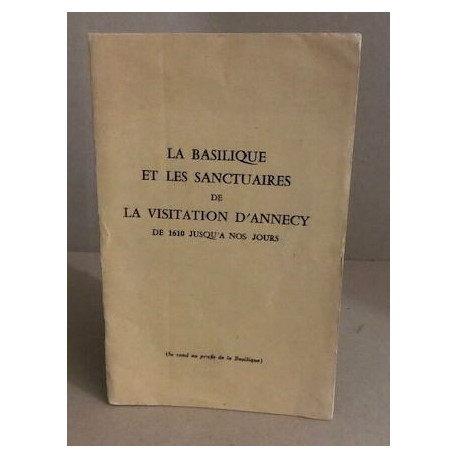 LA BASILIQUE
ET LES SANCTUAIRES
DE
LA VISITATION D'ANNECY
DE 1610 JUSQU'A NOS JOURS
(Se vend au profit de la Basilique)